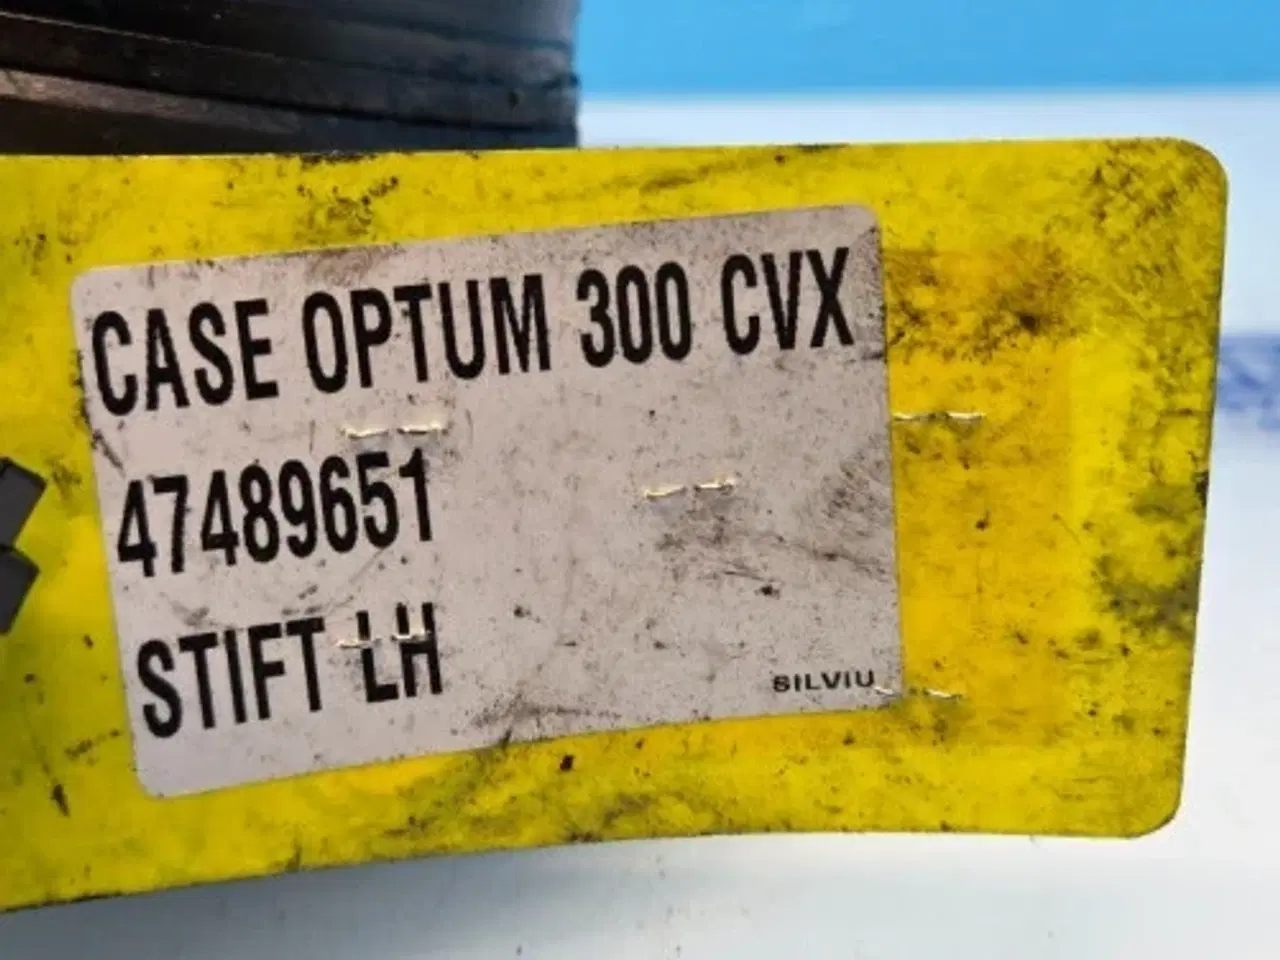 CASE OPTUM 300 CVX
47489651
STIFT LH
SILVIU